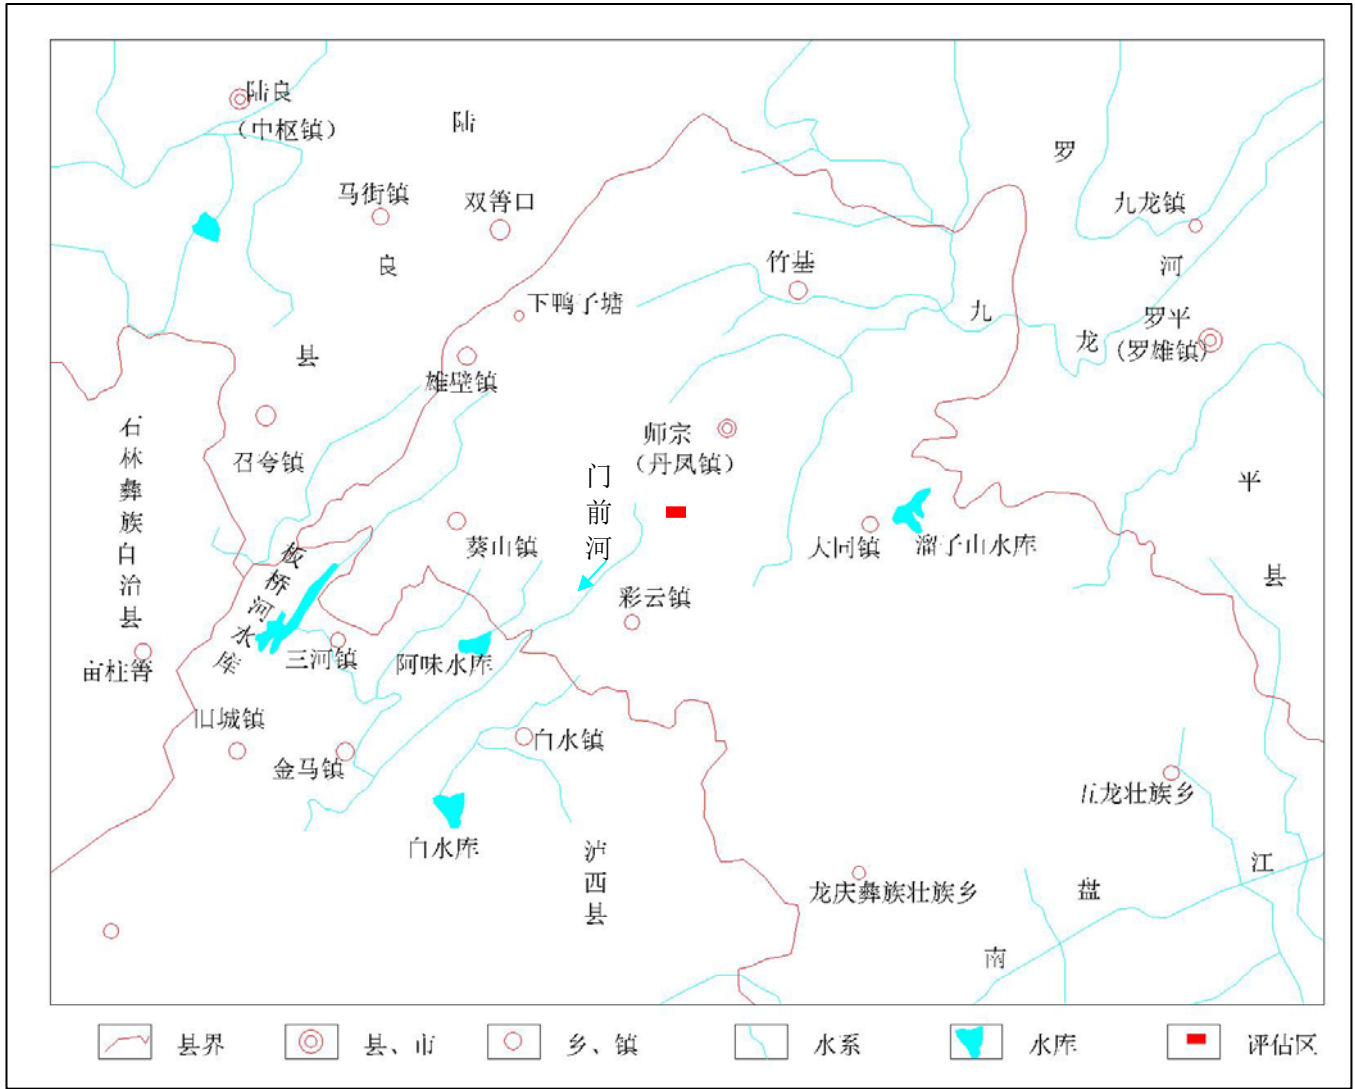 陆良
（中枢镇）
陆
良
县
罗
平
县
马街镇
双箐口
九龙镇
竹基
下鸭子塘
九
龙
河
罗平
（罗雄镇）
雄壁镇
石林彝族自治县
召夸镇
师宗
（丹凤镇）
门前河
板桥河水库
葵山镇
大同镇
溜子山水库
彩云镇
亩柱箐
三河镇
阿味水库
旧城镇
金马镇
白水镇
五龙壮族乡
白水库
泸西县
龙庆彝族壮族乡
南
盘
江
县界
县、市
乡、镇
水系
水库
评估区